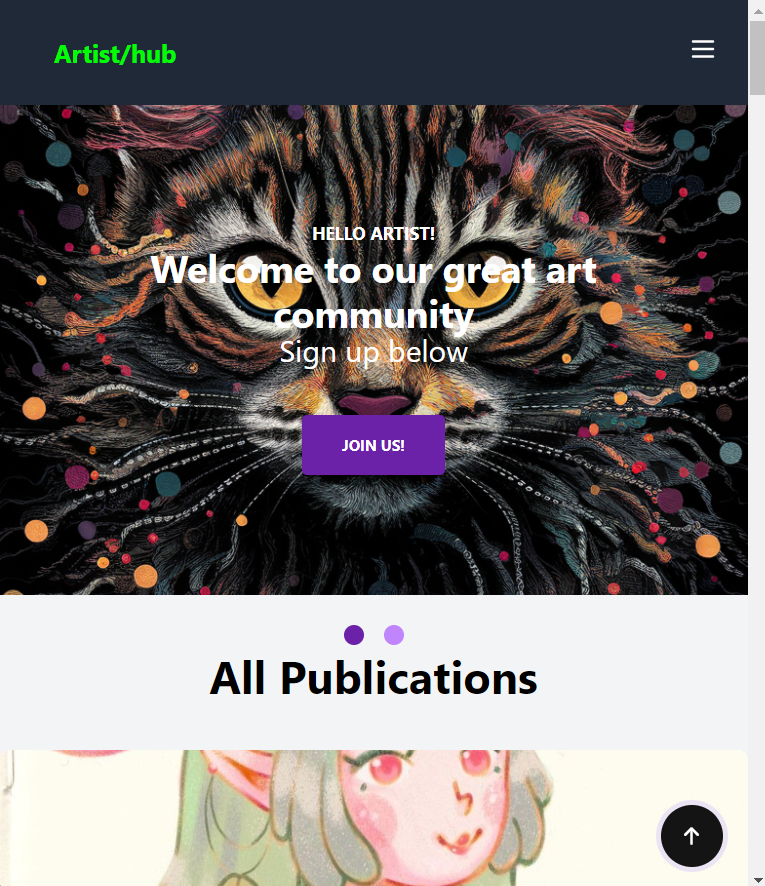 Artist/hub
HELLO ARTIST!
Welcome to our great art
community
Sign up below
JOIN US!
All Publications